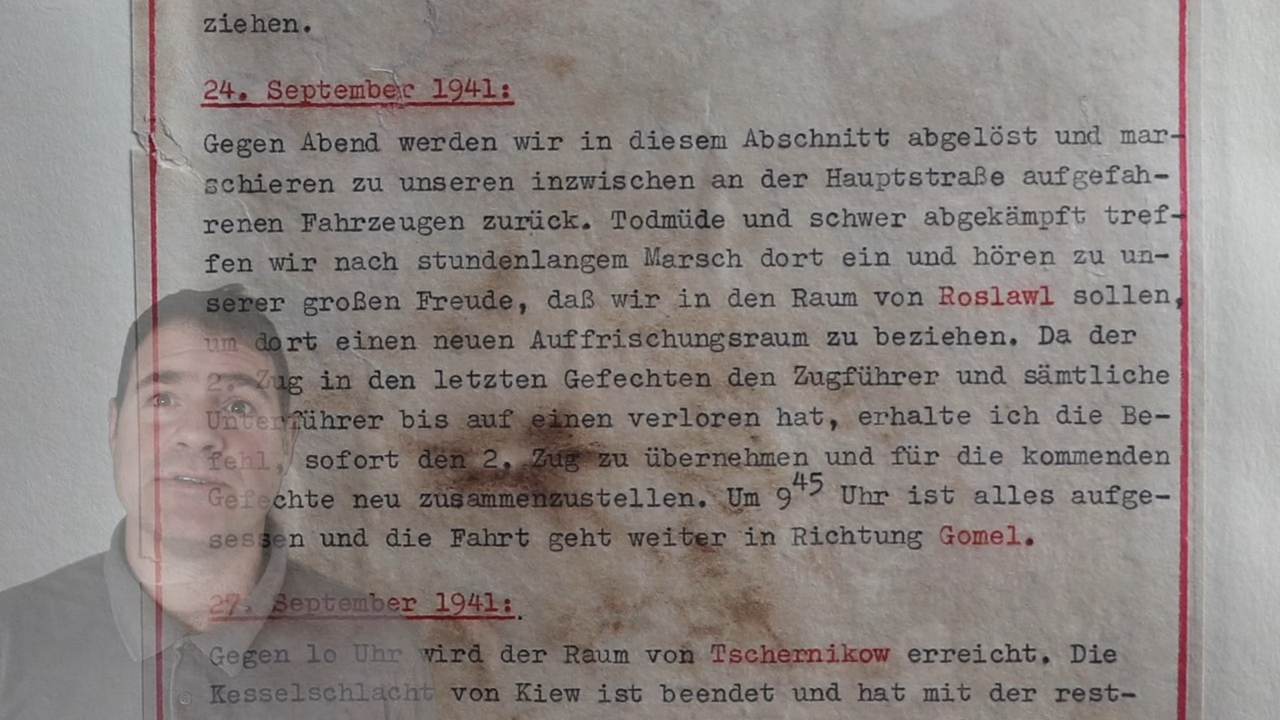 ziehen.
24. September 1941:
Gegen Abend werden wir in diesem Abschnitt abgelöst und mar-
schieren zu unseren inzwischen an der Hauptstraße aufgefah-
renen Fahrzeugen zurück. Todmüde und schwer abgekämpft tref-
fen wir nach stundenlangem Marsch dort ein und hören zu un-
serer großen Freude, daß wir in den Raum von Roslawl sollen,
um dort einen neuen Auffrischungsraum zu beziehen. Da der
2. Zug in den letzten Gefechten den Zugführer und sämtliche
Unterführer bis auf einen verloren hat, erhalte ich die Be-
fehl, sofort den 2. Zug zu übernehmen und für die kommenden
Gefechte neu zusammenzustellen. Um 9⁴⁵ Uhr ist alles aufge-
sessen und die Fahrt geht weiter in Richtung Gomel.
27. September 1941:
Gegen lo Uhr wird der Raum von Tschernikow erreicht. Die
Kesselschlacht von Kiew ist beendet und hat mit der rest-